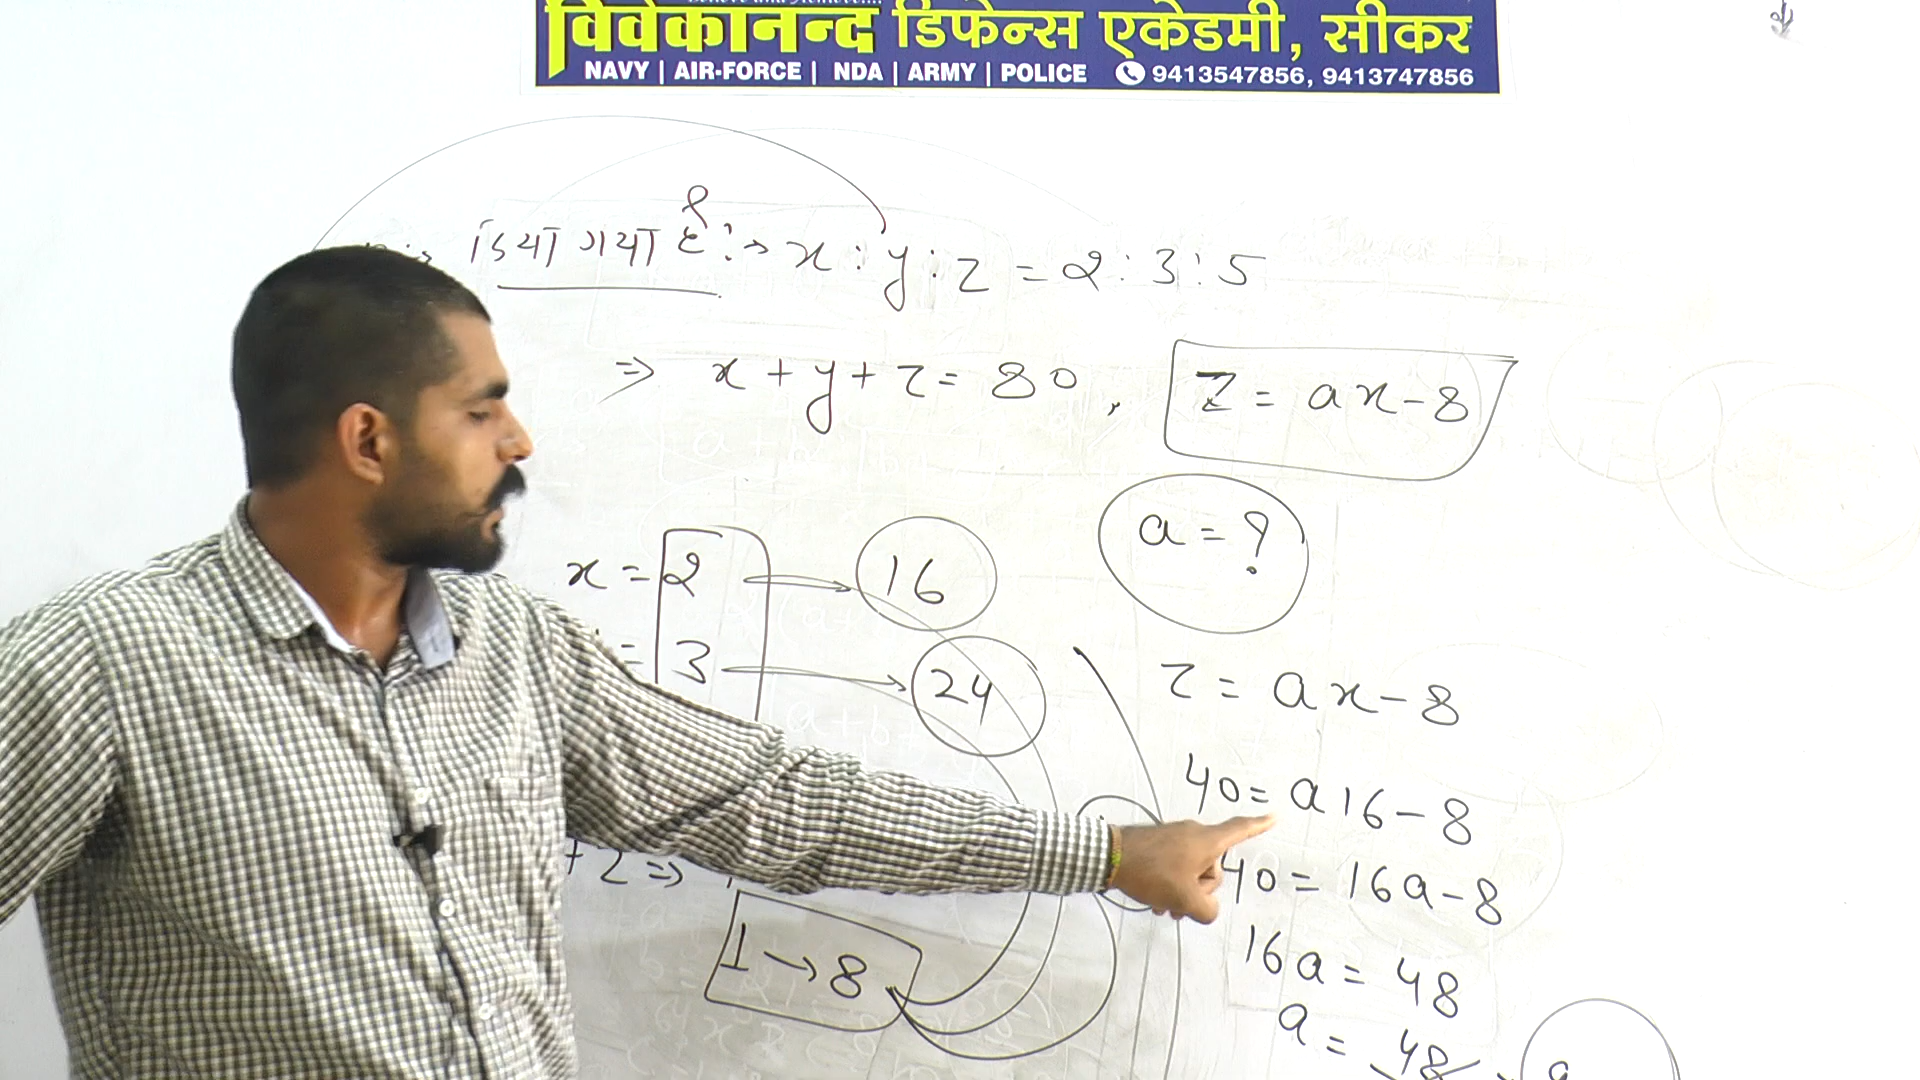 विवेकानन्द डिफेन्स एकेडमी, सीकर
NAVY | AIR-FORCE | NDA | ARMY | POLICE 9413547856, 9413747856
दिया गया है:→ x : y : z = 2 : 3 : 5
⇒ x + y + z = 80 , z = ax - 8
a = ?
x = 2 → 16
= 3 → 24
z = ax - 8
40 = a16 - 8
+ z ⇒
40 = 16a - 8
1 → 8
16a = 48
a = 48